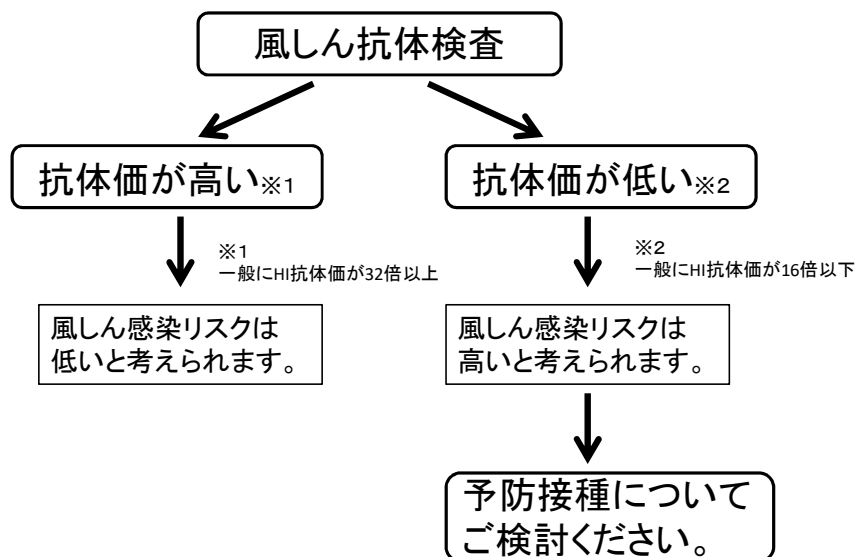 風しん抗体検査
抗体価が高い※1
抗体価が低い※2
※1
一般にHI抗体価が32倍以上
※2
一般にHI抗体価が16倍以下
風しん感染リスクは
低いと考えられます。
風しん感染リスクは
高いと考えられます。
予防接種について
ご検討ください。